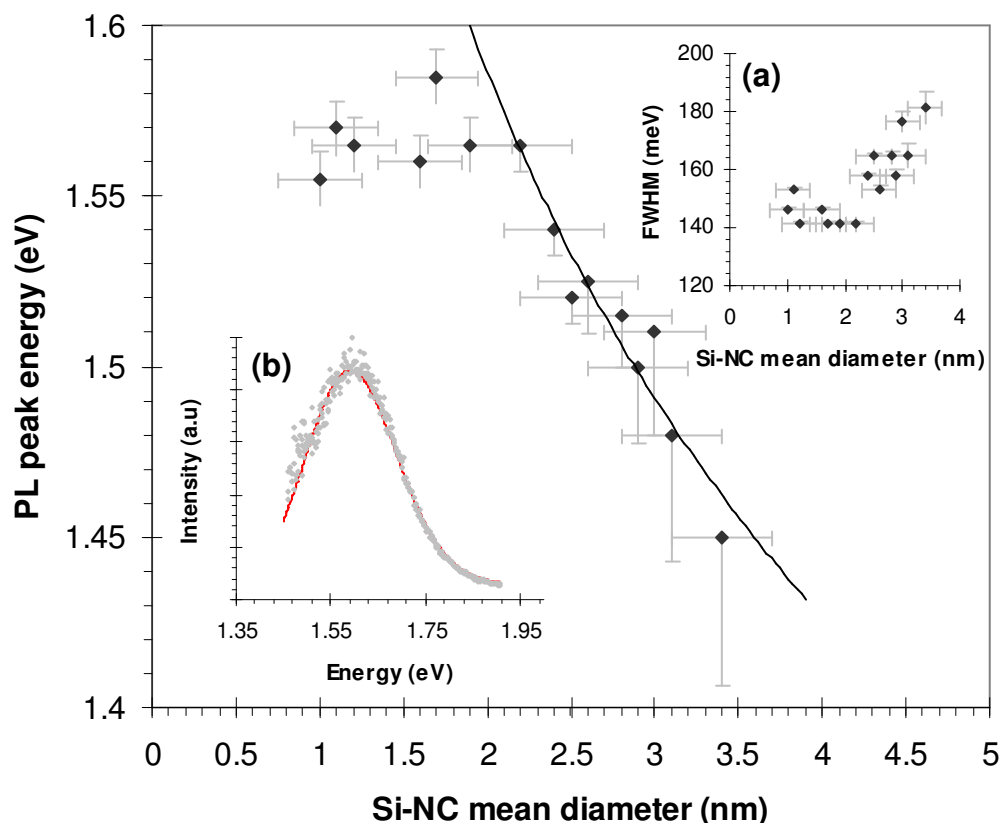 PL peak energy (eV)
1.6
1.55
1.5
1.45
1.4
0 0.5 1 1.5 2 2.5 3 3.5 4 4.5 5
Si-NC mean diameter (nm)
(a)
FWHM (meV)
200
180
160
140
120
0 1 2 3 4
Si-NC mean diameter (nm)
(b)
Intensity (a.u)
1.35 1.55 1.75 1.95
Energy (eV)